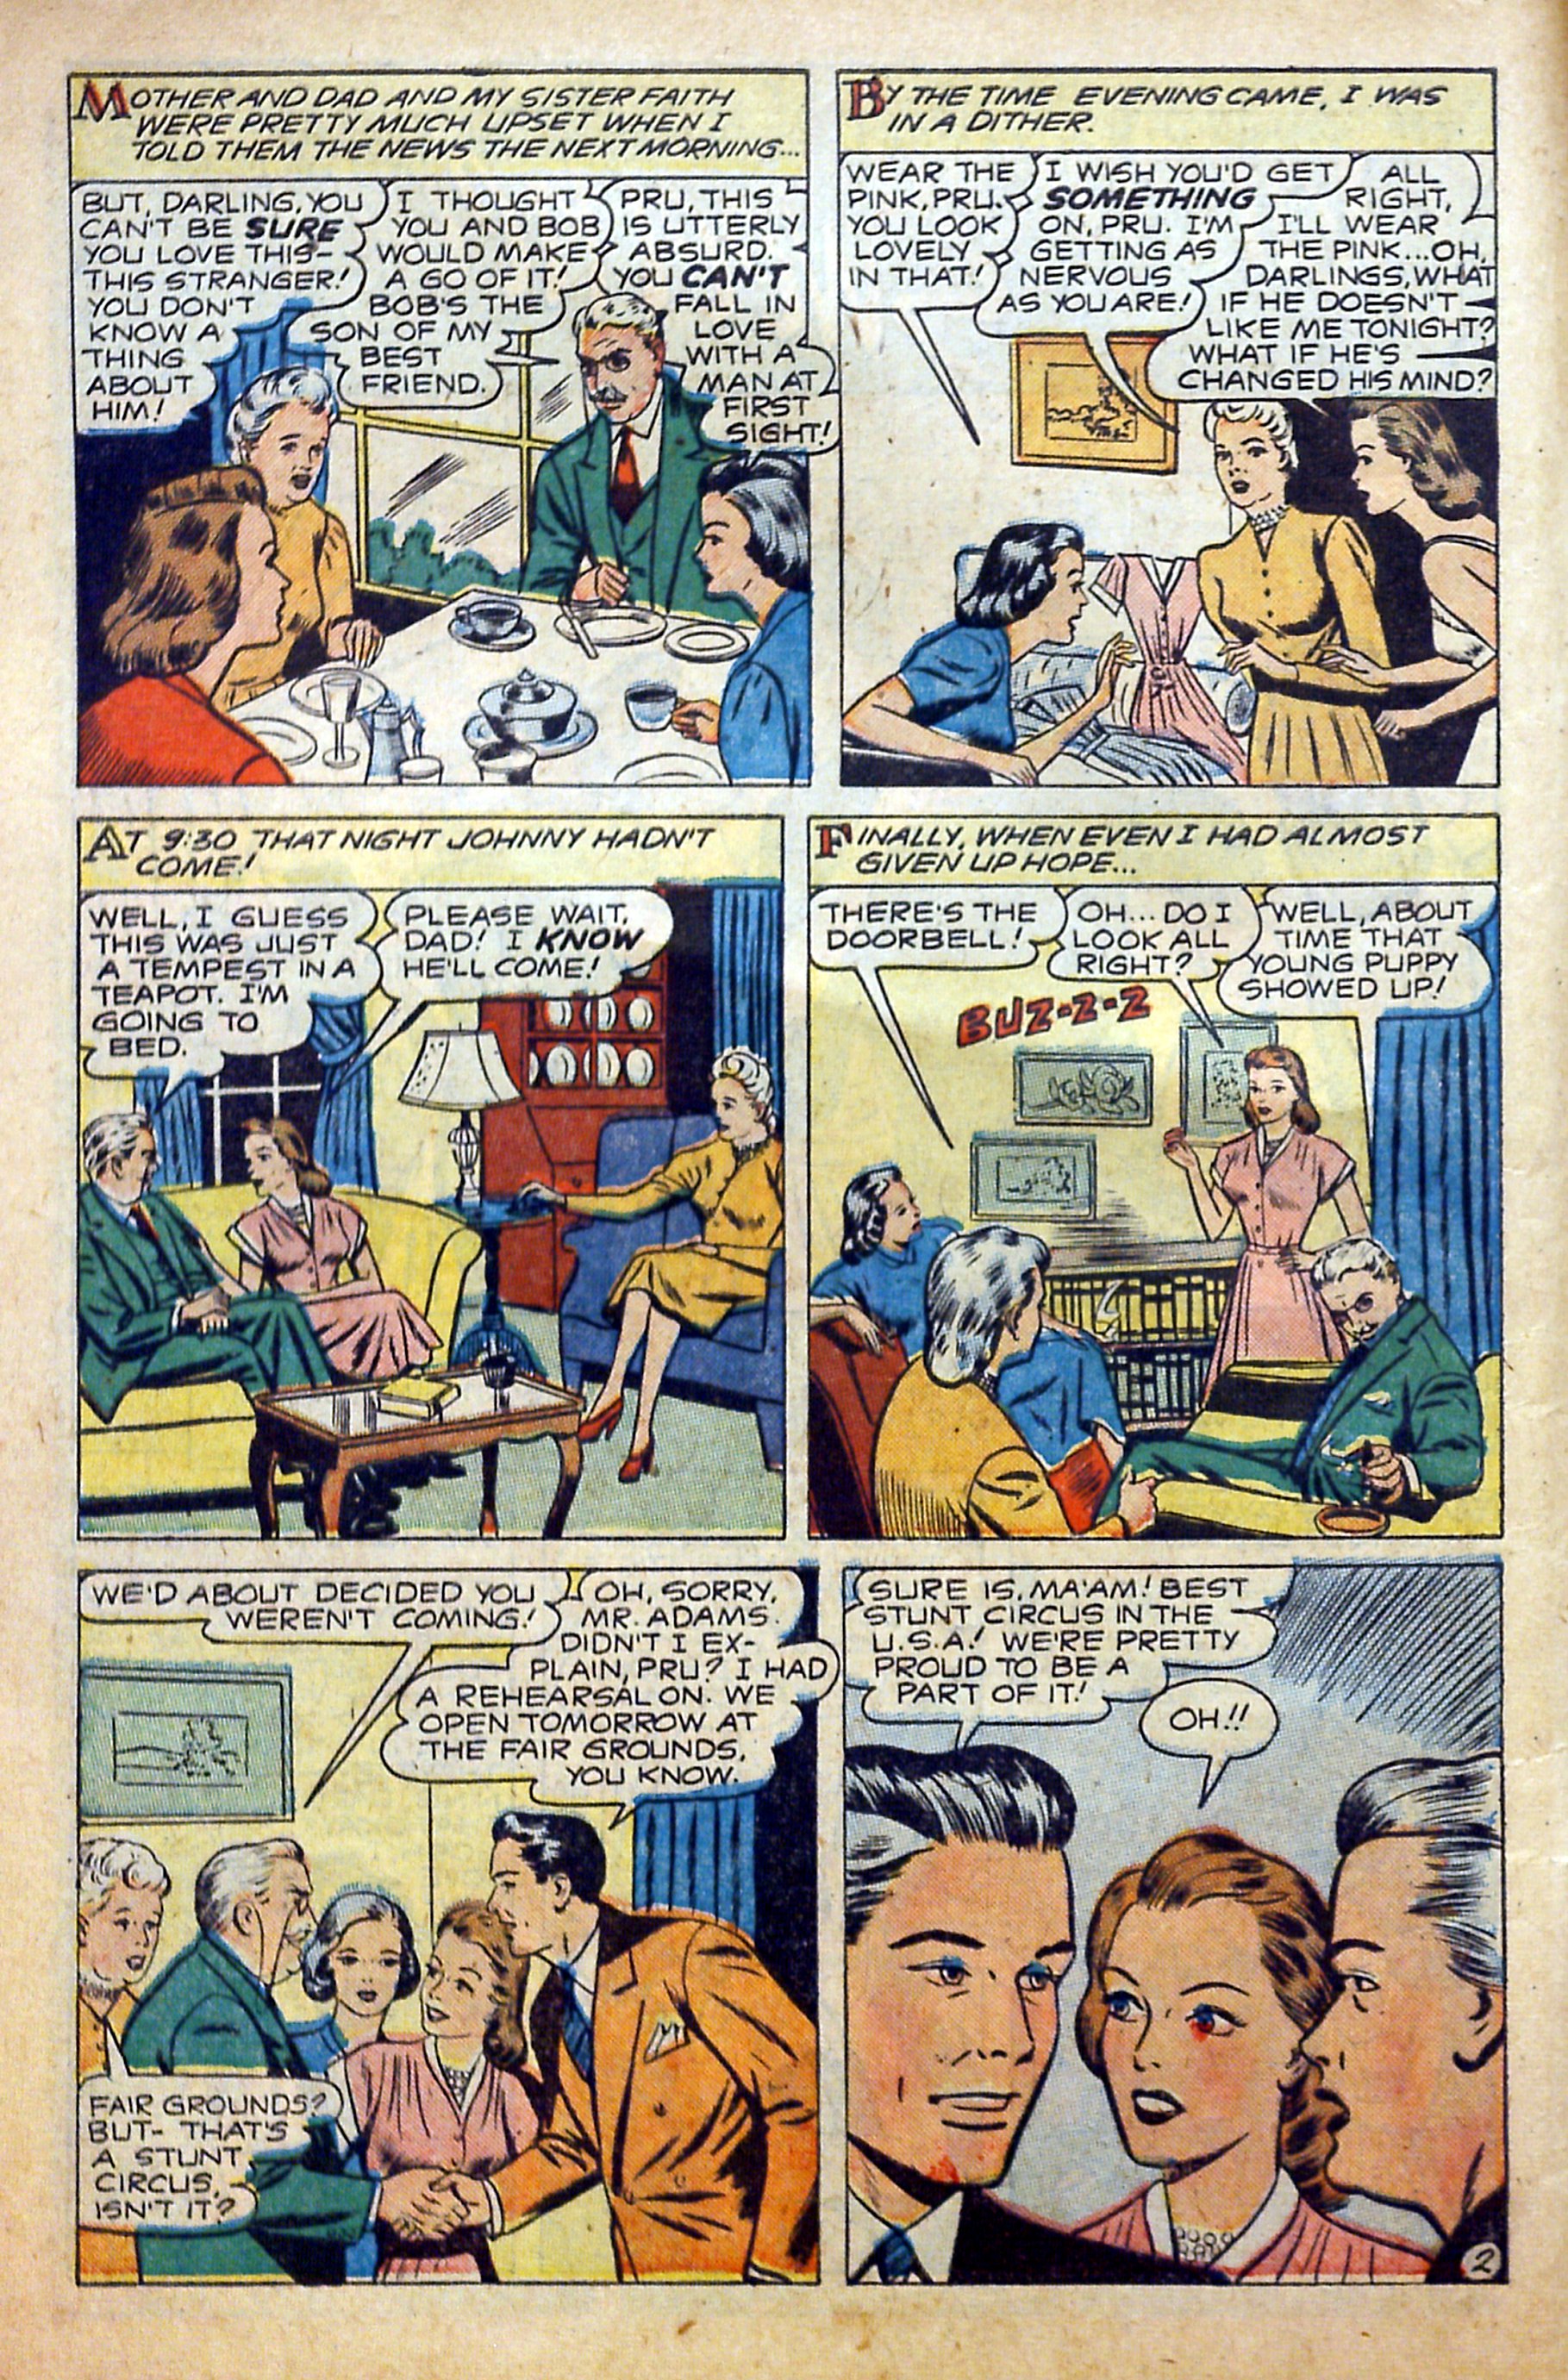 MOTHER AND DAD AND MY SISTER FAITH
WERE PRETTY MUCH UPSET WHEN I
TOLD THEM THE NEWS THE NEXT MORNING...
BUT, DARLING, YOU
CAN'T BE SURE
YOU LOVE THIS-
THIS STRANGER!
YOU DON'T
KNOW A
THING
ABOUT
HIM!
I THOUGHT
YOU AND BOB
WOULD MAKE
A GO OF IT!
BOB'S THE
SON OF MY
BEST
FRIEND.
PRU, THIS
IS UTTERLY
ABSURD.
YOU CAN'T
FALL IN
LOVE
WITH A
MAN AT
FIRST
SIGHT!
BY THE TIME EVENING CAME, I WAS
IN A DITHER.
WEAR THE
PINK, PRU.
YOU LOOK
LOVELY
IN THAT!
I WISH YOU'D GET
SOMETHING
ON, PRU. I'M
GETTING AS
NERVOUS
AS YOU ARE!
ALL
RIGHT,
I'LL WEAR
THE PINK...OH,
DARLINGS, WHAT
IF HE DOESN'T
LIKE ME TONIGHT?
WHAT IF HE'S
CHANGED HIS MIND?
AT 9:30 THAT NIGHT JOHNNY HADN'T
COME!
WELL, I GUESS
THIS WAS JUST
A TEMPEST IN A
TEAPOT. I'M
GOING TO
BED.
PLEASE WAIT,
DAD! I KNOW
HE'LL COME!
FINALLY, WHEN EVEN I HAD ALMOST
GIVEN UP HOPE...
THERE'S THE
DOORBELL!
OH... DO I
LOOK ALL
RIGHT?
WELL, ABOUT
TIME THAT
YOUNG PUPPY
SHOWED UP!
BUZ-Z-Z
WE'D ABOUT DECIDED YOU
WEREN'T COMING!
OH, SORRY,
MR. ADAMS.
DIDN'T I EX-
PLAIN, PRU? I HAD
A REHEARSAL ON. WE
OPEN TOMORROW AT
THE FAIR GROUNDS,
YOU KNOW.
FAIR GROUNDS?
BUT- THAT'S
A STUNT
CIRCUS,
ISN'T IT?
SURE IS, MA'AM! BEST
STUNT CIRCUS IN THE
U.S.A.! WE'RE PRETTY
PROUD TO BE A
PART OF IT!
OH!!
2